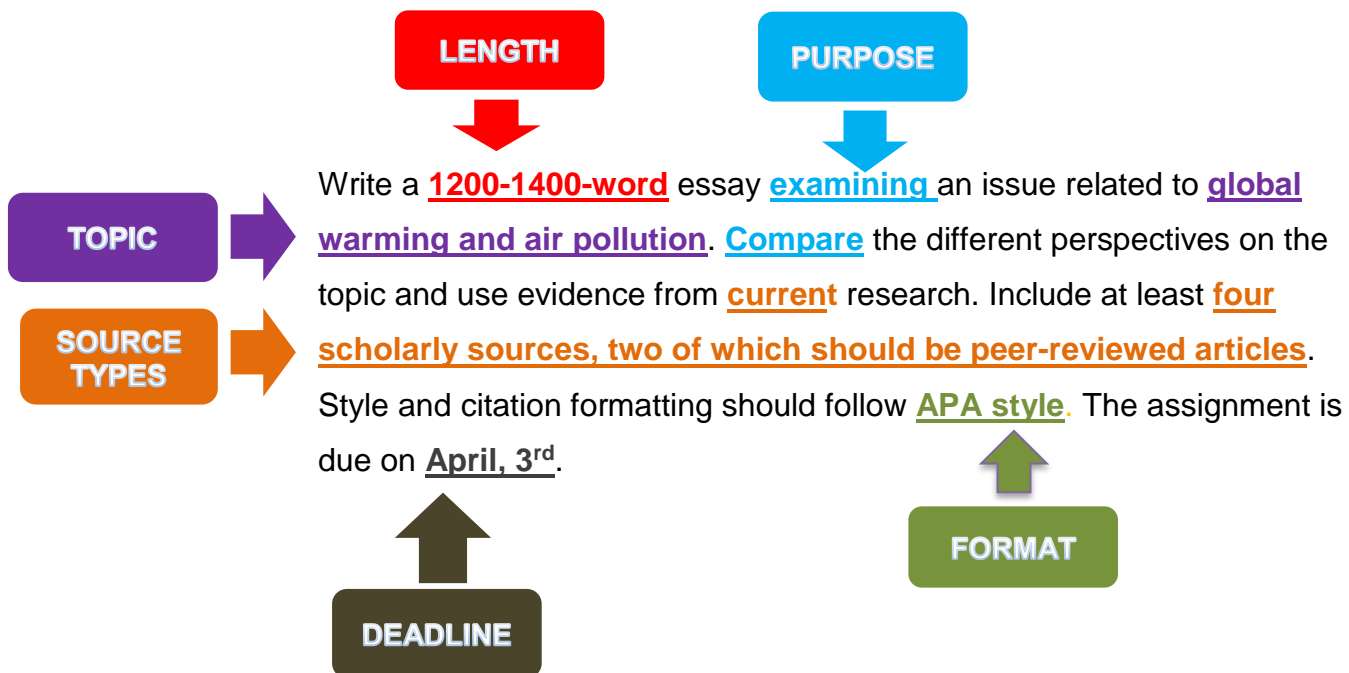 LENGTH
PURPOSE
Write a 1200-1400-word essay examining an issue related to global
TOPIC
warming and air pollution. Compare the different perspectives on the
topic and use evidence from current research. Include at least four
SOURCE
TYPES
scholarly sources, two of which should be peer-reviewed articles.
Style and citation formatting should follow APA style. The assignment is
due on April, 3rd.
FORMAT
DEADLINE